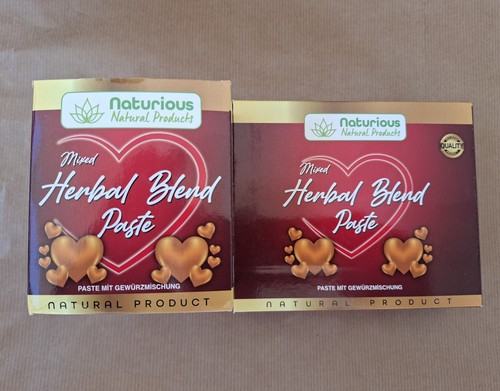 Naturious
Natural Products
Mixed
Herbal Blend
Paste
PASTE MIT GEWÜRZMISCHUNG
NATURAL PRODUCT
Naturious
Natural Products
QUALITY
Mixed
Herbal Blend
Paste
PASTE MIT GEWÜRZMISCHUNG
NATURAL PRODUCT